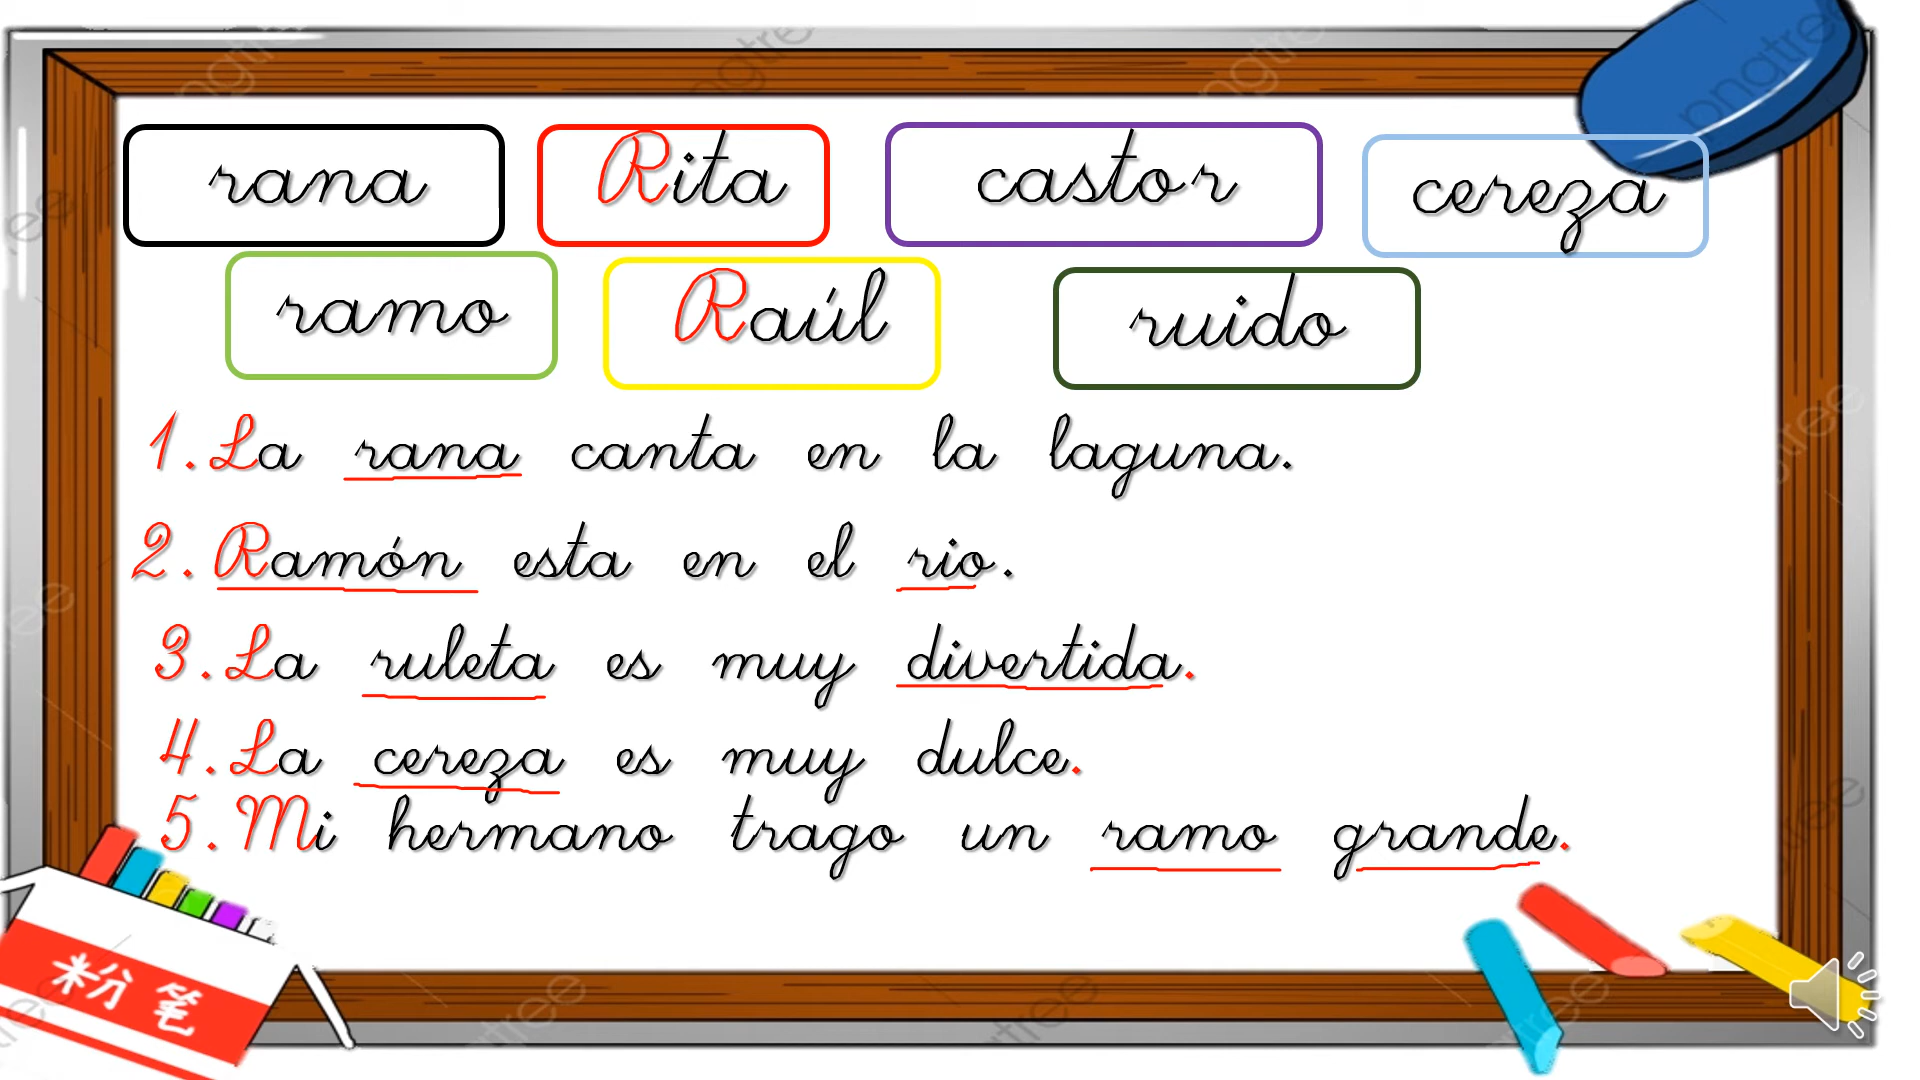 rana Rita castor cereza
ramo Raúl ruido
1. La rana canta en la laguna.
2. Ramón esta en el rio.
3. La ruleta es muy divertida.
4. La cereza es muy dulce.
5. Mi hermano trago un ramo grande.
粉笔
pngtree